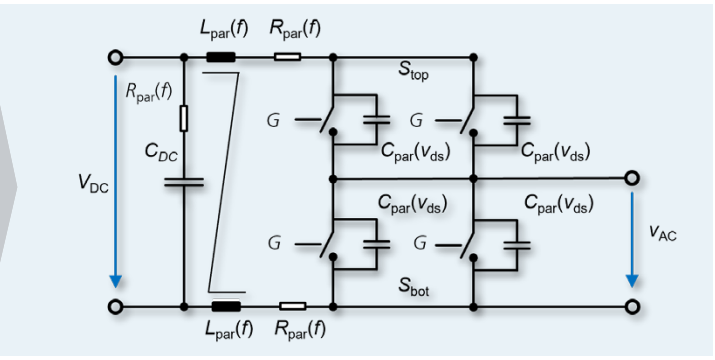 L_par(f) R_par(f)
S_top
R_par(f)
G G
C_DC C_par(v_ds) C_par(v_ds)
V_DC
C_par(v_ds) C_par(v_ds)
v_AC
G G
S_bot
L_par(f) R_par(f)